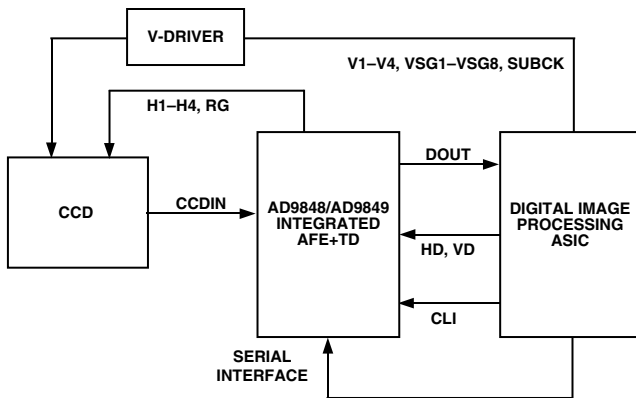 V-DRIVER
V1–V4, VSG1–VSG8, SUBCK
H1–H4, RG
DOUT
CCD
CCDIN
AD9848/AD9849
INTEGRATED
AFE+TD
DIGITAL IMAGE
PROCESSING
ASIC
HD, VD
CLI
SERIAL
INTERFACE